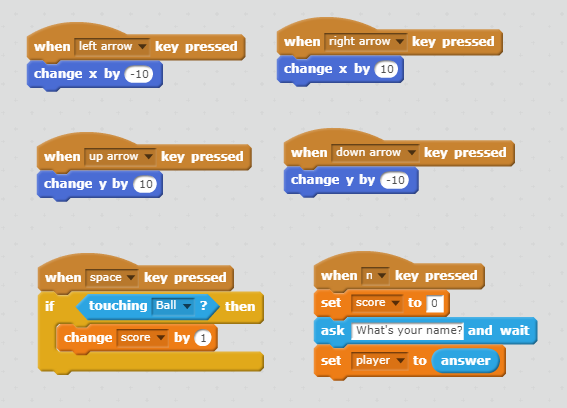 when left arrow key pressed
change x by -10
when right arrow key pressed
change x by 10
when up arrow key pressed
change y by 10
when down arrow key pressed
change y by -10
when space key pressed
if touching Ball ? then
change score by 1
when n key pressed
set score to 0
ask What's your name? and wait
set player to answer